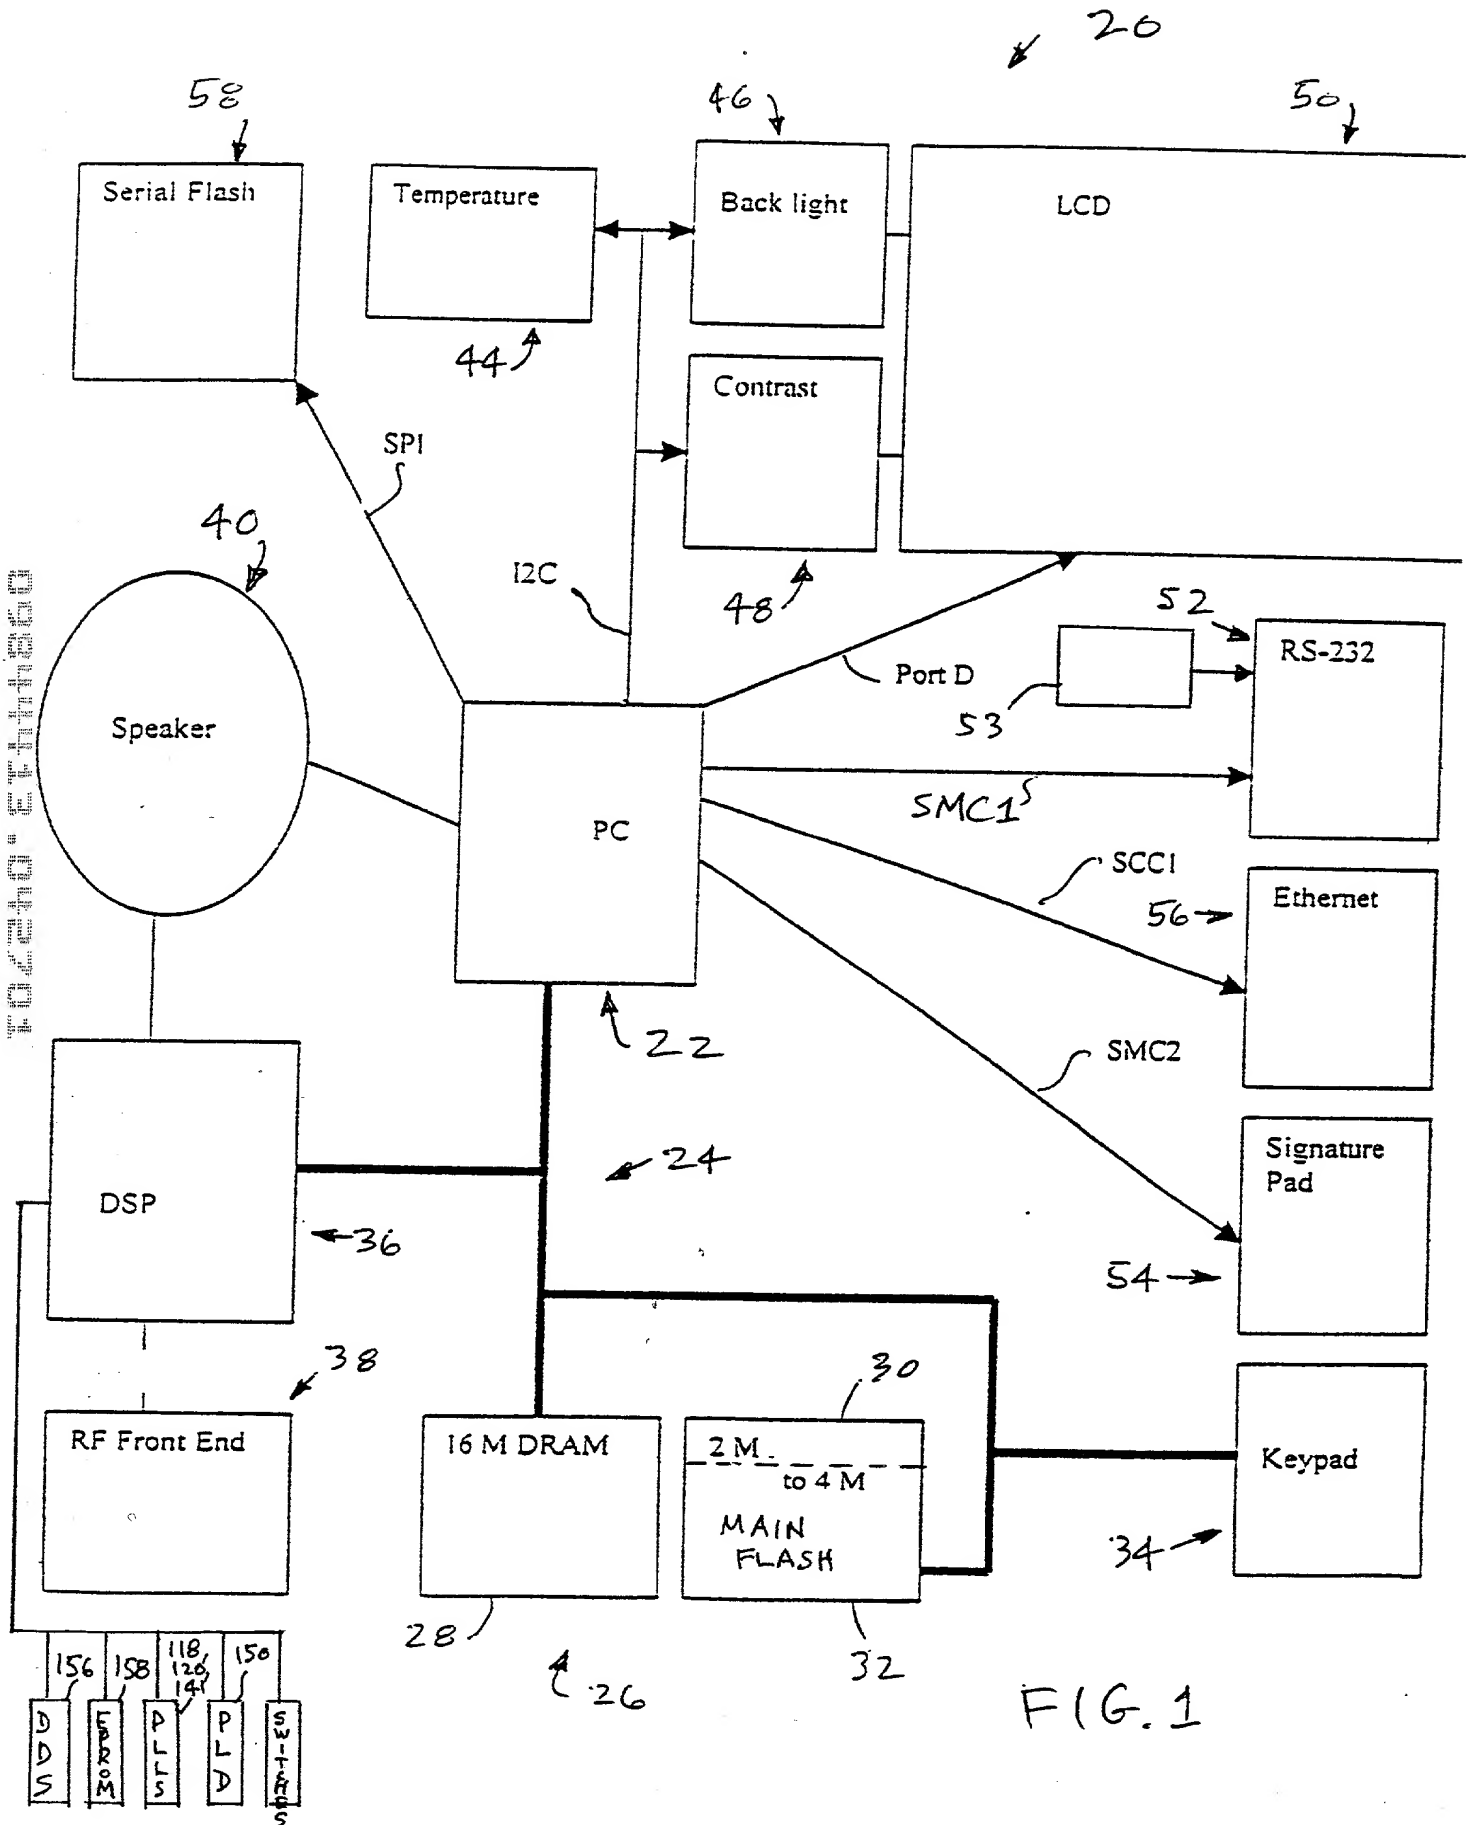 20
58
46
50
Serial Flash
Temperature
Back light
LCD
44
Contrast
SPI
40
I2C
48
52
RS-232
Port D
53
Speaker
SMC1
PC
SCC1
56
Ethernet
22
SMC2
24
Signature
Pad
DSP
36
54
38
30
RF Front End
16 M DRAM
2 M
to 4 M
Keypad
MAIN
FLASH
34
28
32
26
156
158
118,
120,
141
150
DDS
EPROM
PLLS
PLD
SWITCHES
FIG. 1